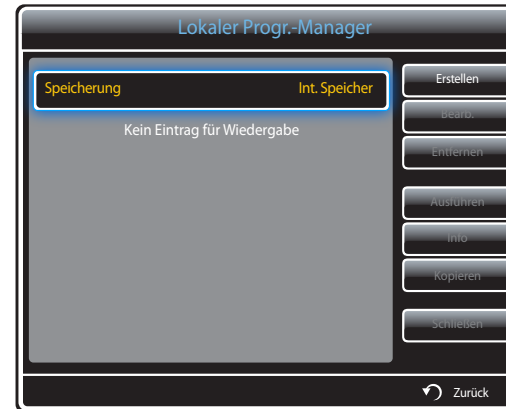 Lokaler Progr.-Manager
Speicherung Int. Speicher
Kein Eintrag für Wiedergabe
Erstellen
Bearb.
Entfernen
Ausführen
Info
Kopieren
Schließen
Zurück